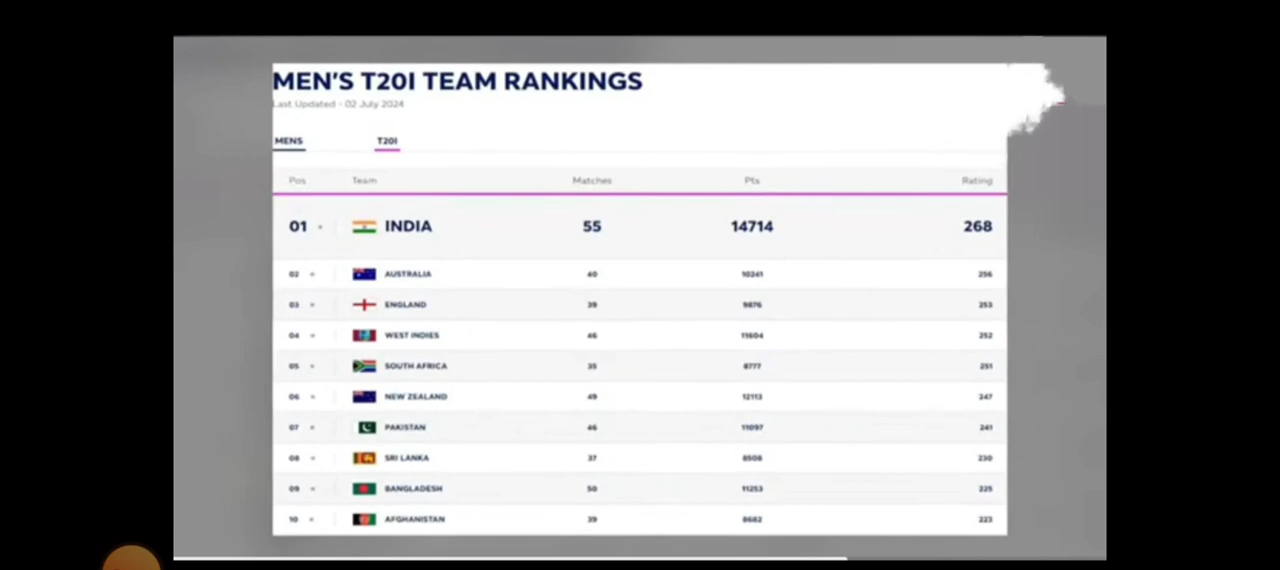 MEN'S T20I TEAM RANKINGS
Last Updated - 02 July 2024
MENS T20I
Pos Team Matches Pts Rating
01 INDIA 55 14714 268
02 AUSTRALIA 40 10241 256
03 ENGLAND 39 9876 253
04 WEST INDIES 46 11604 252
05 SOUTH AFRICA 35 8777 251
06 NEW ZEALAND 49 12113 247
07 PAKISTAN 46 11097 241
08 SRI LANKA 37 8508 230
09 BANGLADESH 50 11253 225
10 AFGHANISTAN 39 8682 223